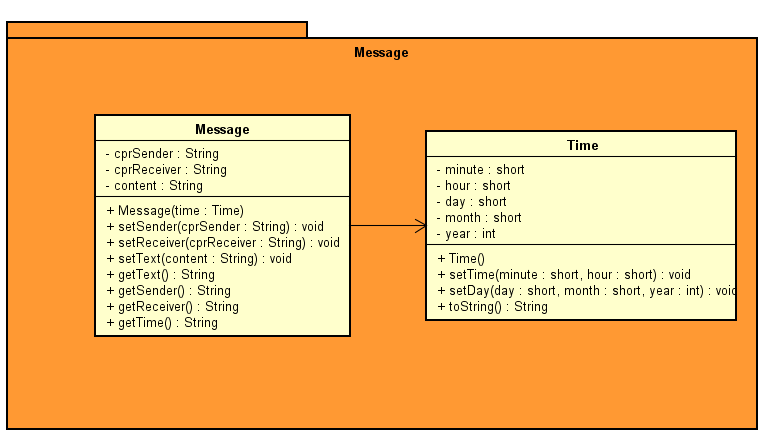 Message
Message
- cprSender : String
- cprReceiver : String
- content : String
+ Message(time : Time)
+ setSender(cprSender : String) : void
+ setReceiver(cprReceiver : String) : void
+ setText(content : String) : void
+ getText() : String
+ getSender() : String
+ getReceiver() : String
+ getTime() : String
Time
- minute : short
- hour : short
- day : short
- month : short
- year : int
+ Time()
+ setTime(minute : short, hour : short) : void
+ setDay(day : short, month : short, year : int) : void
+ toString() : String